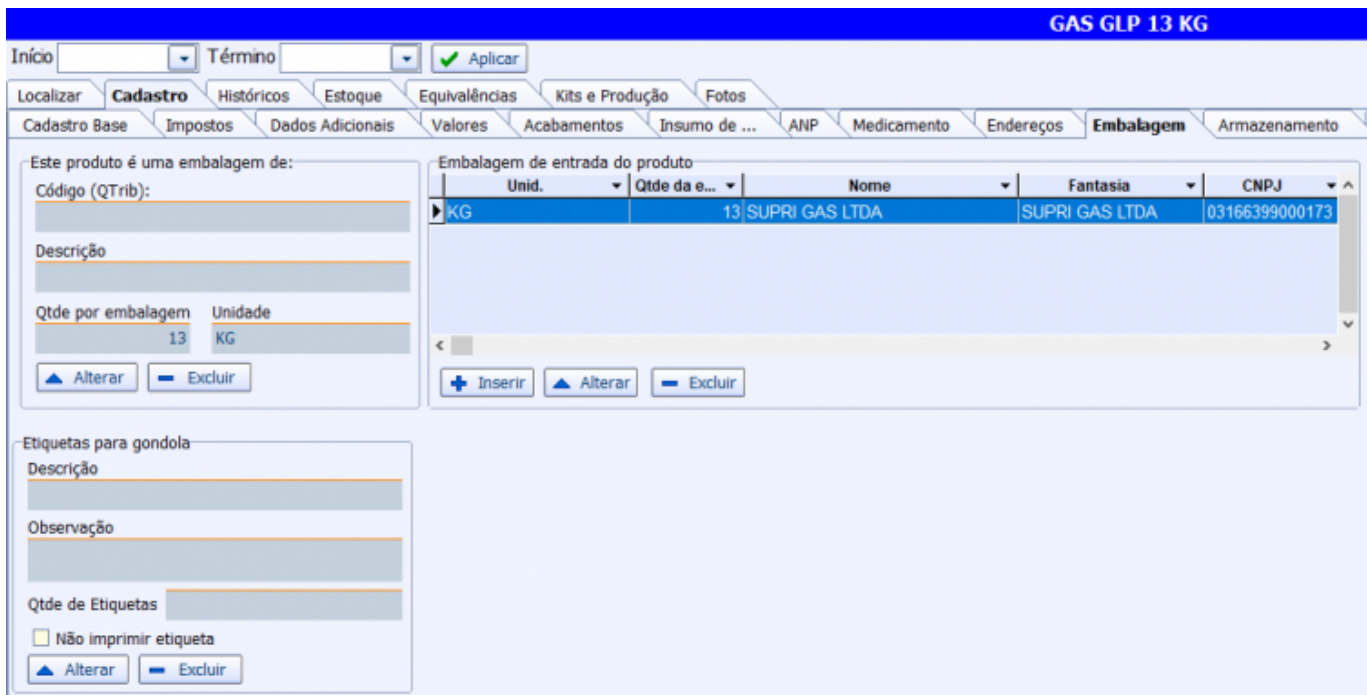 GAS GLP 13 KG
Início Término Aplicar
Localizar Cadastro Históricos Estoque Equivalências Kits e Produção Fotos
Cadastro Base Impostos Dados Adicionais Valores Acabamentos Insumo de ... ANP Medicamento Endereços Embalagem Armazenamento
Este produto é uma embalagem de:
Código (QTrib):
Descrição
Qtde por embalagem Unidade
13 KG
Alterar Excluir
Embalagem de entrada do produto
Unid. Qtde da e... Nome Fantasia CNPJ
KG 13 SUPRI GAS LTDA SUPRI GAS LTDA 03166399000173
Inserir Alterar Excluir
Etiquetas para gondola
Descrição
Observação
Qtde de Etiquetas
Não imprimir etiqueta
Alterar Excluir